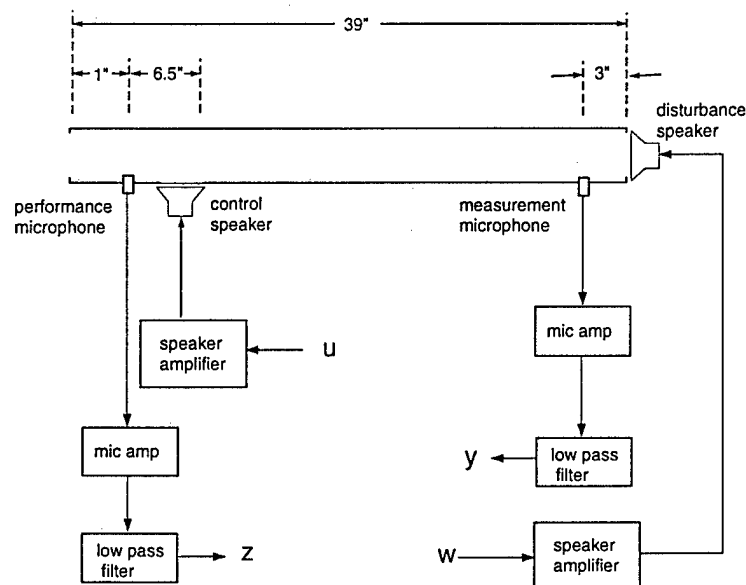 39"
1"
6.5"
3"
disturbance
speaker
performance
microphone
control
speaker
measurement
microphone
speaker
amplifier
u
mic amp
mic amp
y
low pass
filter
low pass
filter
z
w
speaker
amplifier